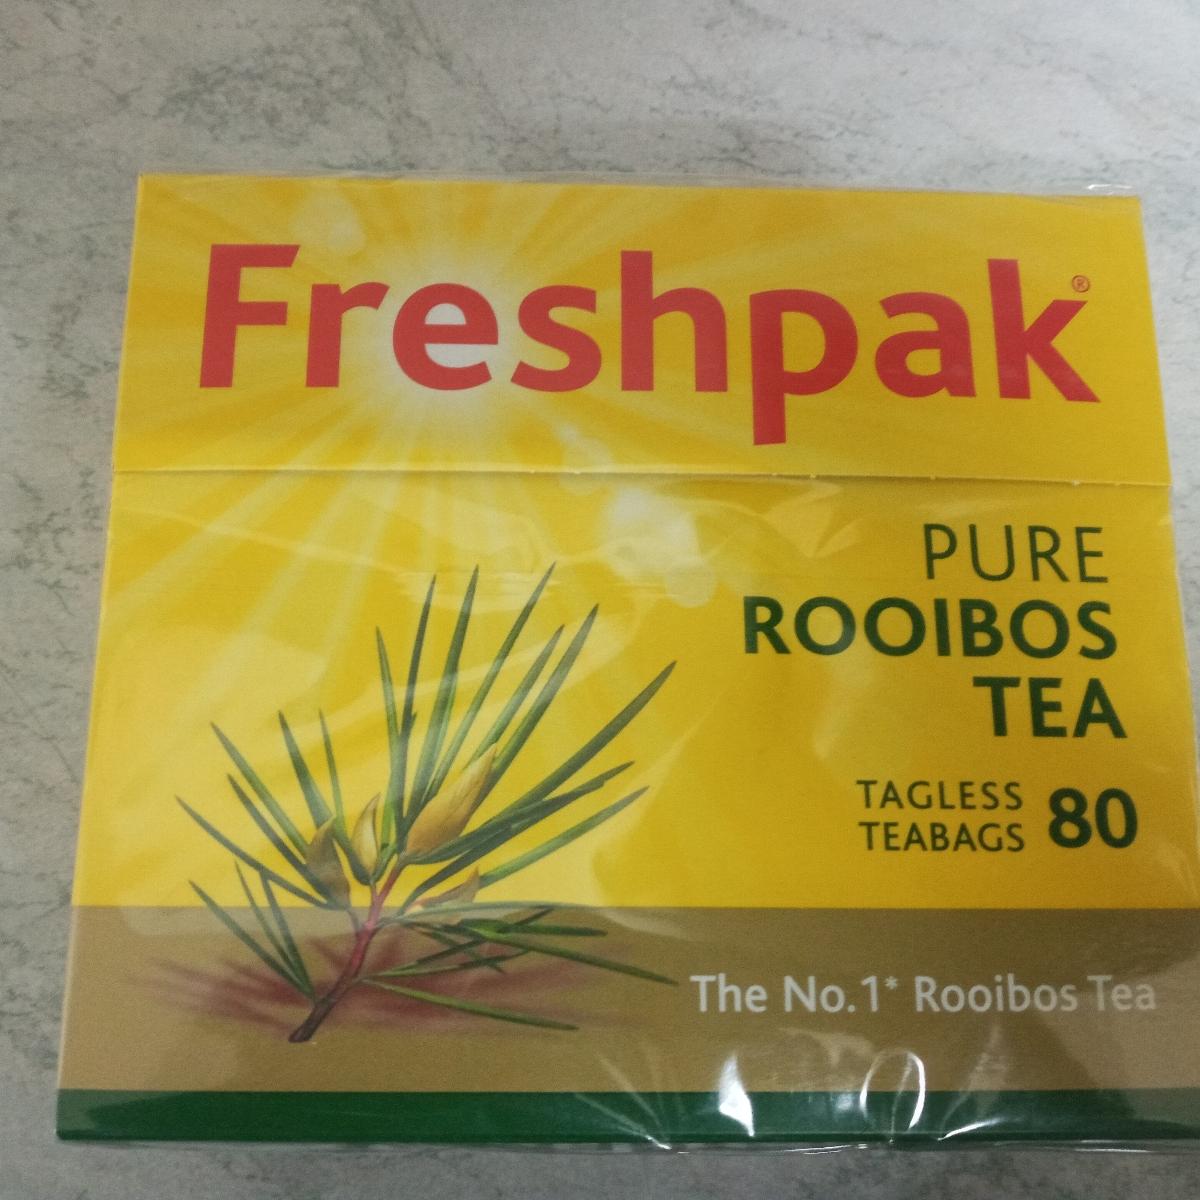 Freshpak®
PURE
ROOIBOS
TEA
TAGLESS
TEABAGS 80
The No.1* Rooibos Tea